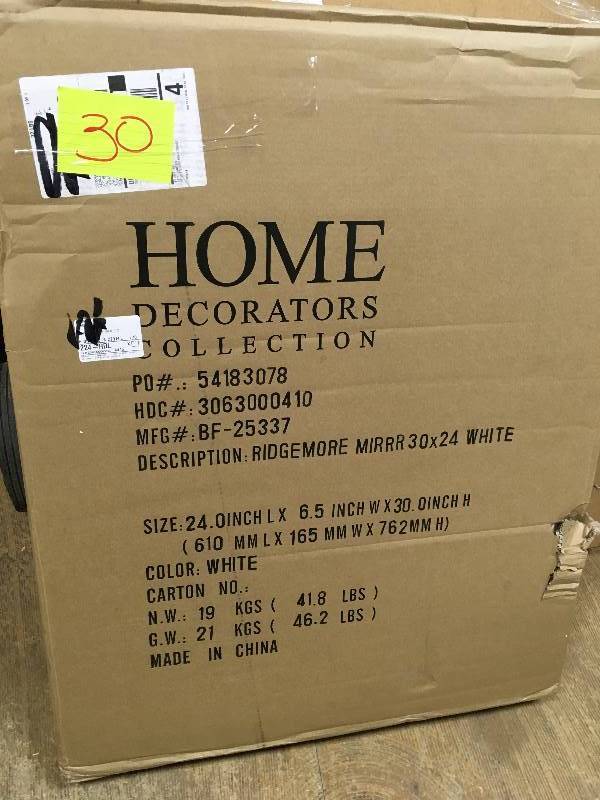 4
30
HOME
DECORATORS
COLLECTION
PO#.: 54183078
HDC#: 3063000410
MFG#:BF-25337
DESCRIPTION: RIDGEMORE MIRRR 30x24 WHITE
SIZE: 24.0INCH L X 6.5 INCH W X 30.0INCH H
( 610 MM L X 165 MM W X 762MM H)
COLOR: WHITE
CARTON NO.:
N.W.: 19 KGS ( 41.8 LBS )
G.W.: 21 KGS ( 46.2 LBS )
MADE IN CHINA